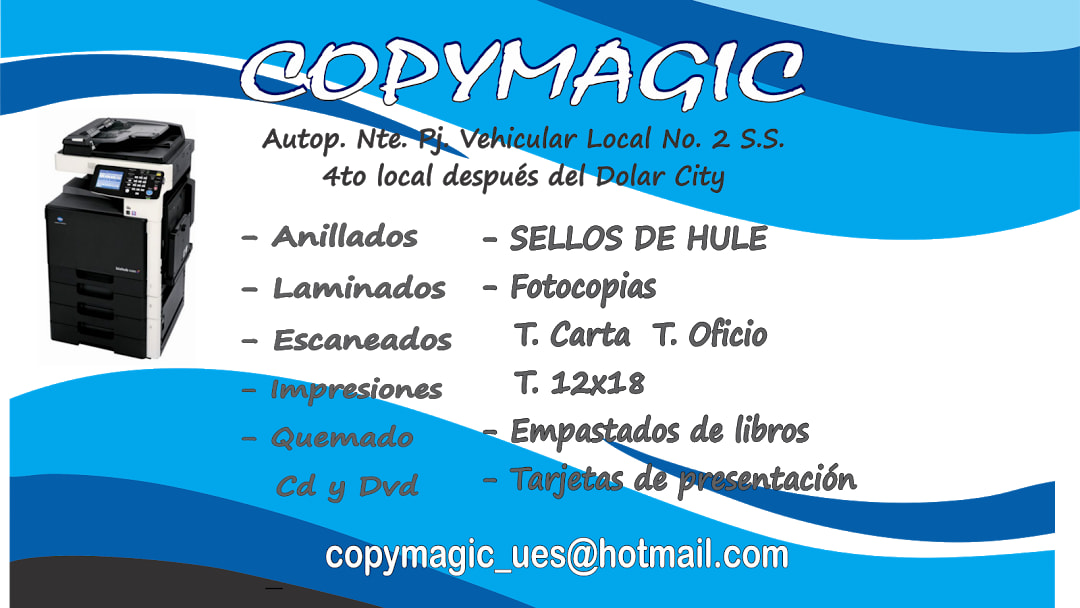 COPYMAGIC
Autop. Nte. Pj. Vehicular Local No. 2 S.S.
4to local después del Dolar City
- Anillados
- Laminados
- Escaneados
- Impresiones
- Quemado
Cd y Dvd
- SELLOS DE HULE
- Fotocopias
T. Carta T. Oficio
T. 12x18
- Empastados de libros
- Tarjetas de presentación
copymagic_ues@hotmail.com